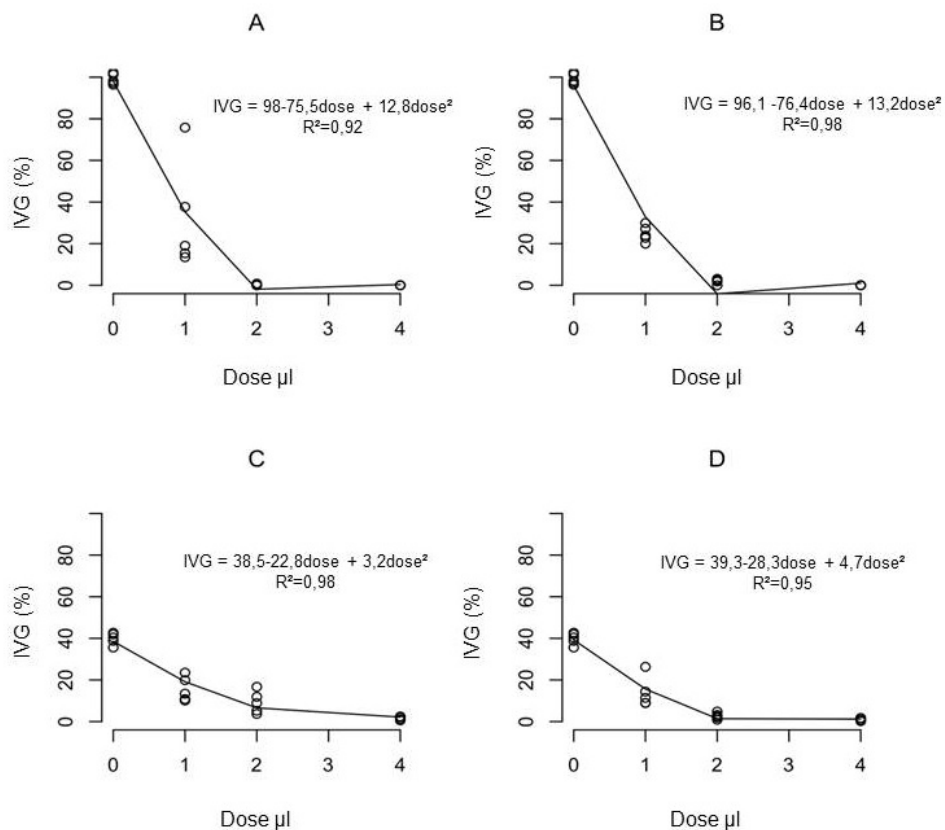 A
IVG = 98-75,5dose + 12,8dose²
R²=0,92
IVG (%)
0 20 40 60 80
0 1 2 3 4
Dose µl
B
IVG = 96,1 -76,4dose + 13,2dose²
R²=0,98
IVG (%)
0 20 40 60 80
0 1 2 3 4
Dose µl
C
IVG = 38,5-22,8dose + 3,2dose²
R²=0,98
IVG (%)
0 20 40 60 80
0 1 2 3 4
Dose µl
D
IVG = 39,3-28,3dose + 4,7dose²
R²=0,95
IVG (%)
0 20 40 60 80
0 1 2 3 4
Dose µl